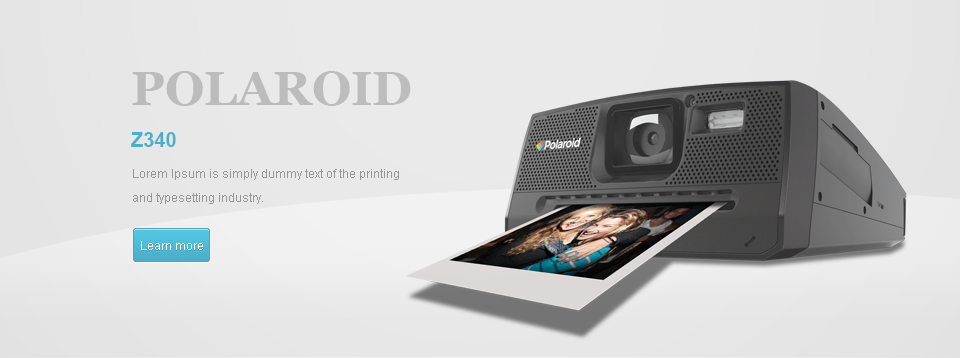 POLAROID
Z340
Lorem Ipsum is simply dummy text of the printing
and typesetting industry.
Learn more
Polaroid